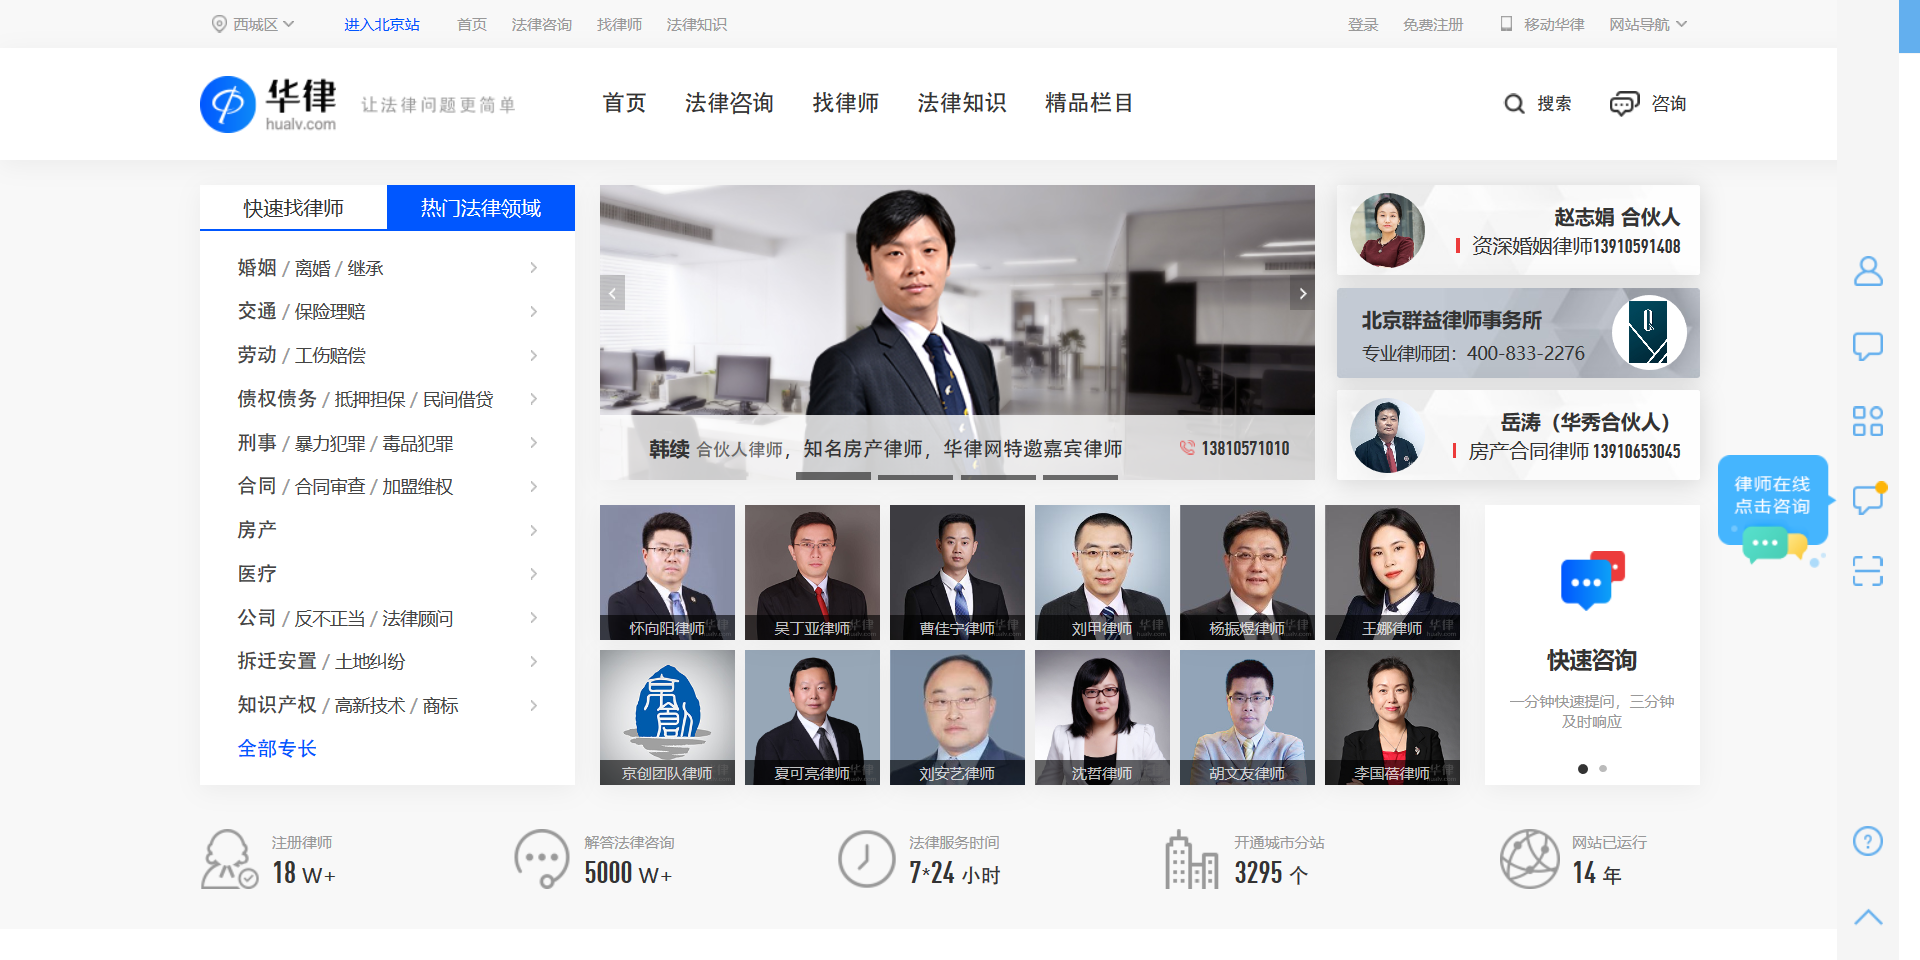 西城区
进入北京站
首页
法律咨询
找律师
法律知识
登录
免费注册
移动华律
网站导航
华律
hualv.com
让法律问题更简单
首页
法律咨询
找律师
法律知识
精品栏目
搜索
咨询
快速找律师
热门法律领域
婚姻 / 离婚 / 继承
交通 / 保险理赔
劳动 / 工伤赔偿
债权债务 / 抵押担保 / 民间借贷
刑事 / 暴力犯罪 / 毒品犯罪
合同 / 合同审查 / 加盟维权
房产
医疗
公司 / 反不正当 / 法律顾问
拆迁安置 / 土地纠纷
知识产权 / 高新技术 / 商标
全部专长
韩续 合伙人律师，知名房产律师，华律网特邀嘉宾律师
13810571010
赵志娟 合伙人
资深婚姻律师13910591408
北京群益律师事务所
专业律师团：400-833-2276
岳涛（华秀合伙人）
房产合同律师 13910653045
怀向阳律师
吴丁亚律师
曹佳宁律师
刘甲律师
杨振煜律师
王娜律师
京创
京创团队律师
夏可亮律师
刘安艺律师
沈哲律师
胡文友律师
李国蓓律师
快速咨询
一分钟快速提问，三分钟
及时响应
律师在线
点击咨询
注册律师
18 W+
解答法律咨询
5000 W+
法律服务时间
7*24 小时
开通城市分站
3295 个
网站已运行
14 年